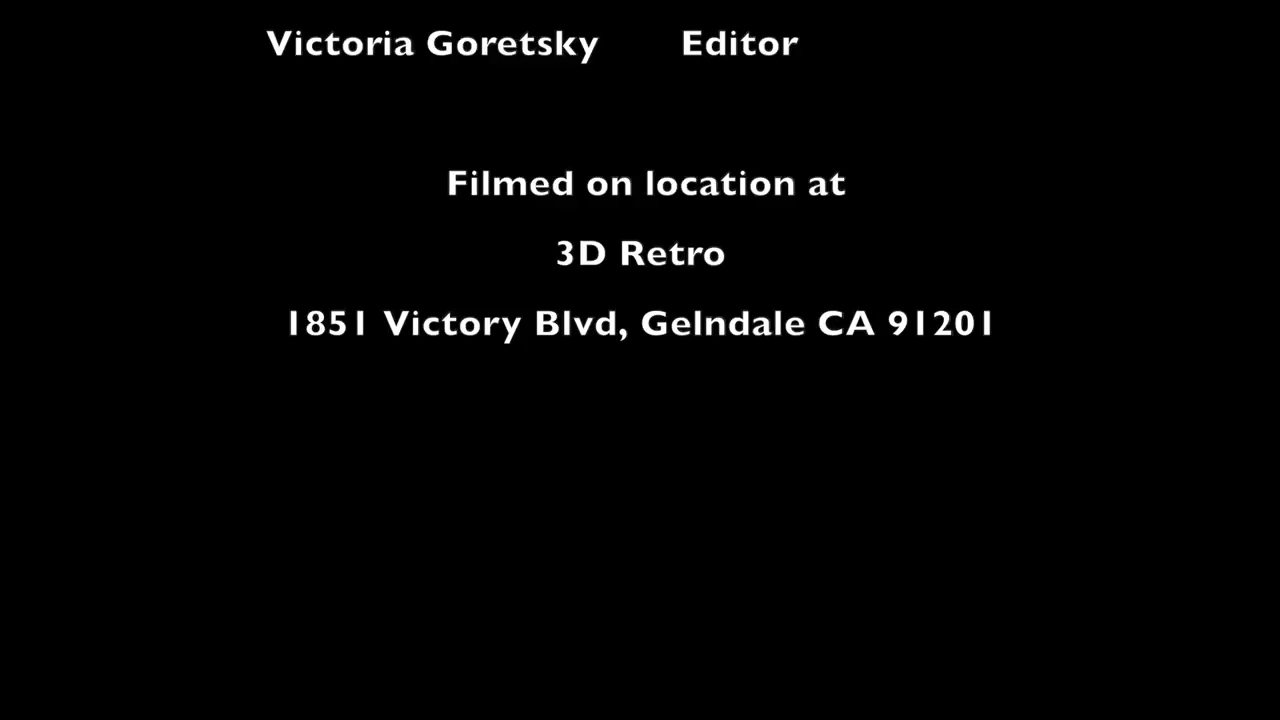 Victoria Goretsky Editor
Filmed on location at
3D Retro
1851 Victory Blvd, Gelndale CA 91201